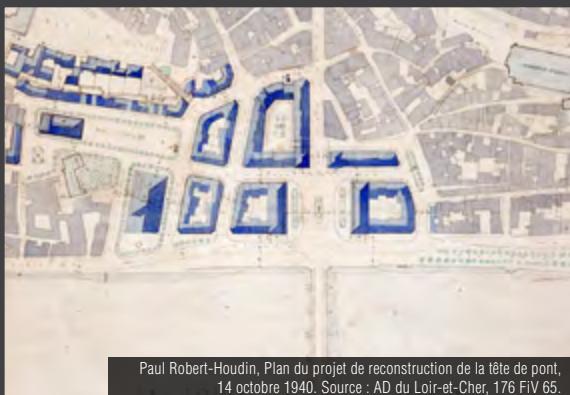 Paul Robert-Houdin, Plan du projet de reconstruction de la tête de pont,
14 octobre 1940. Source : AD du Loir-et-Cher, 176 FiV 65.